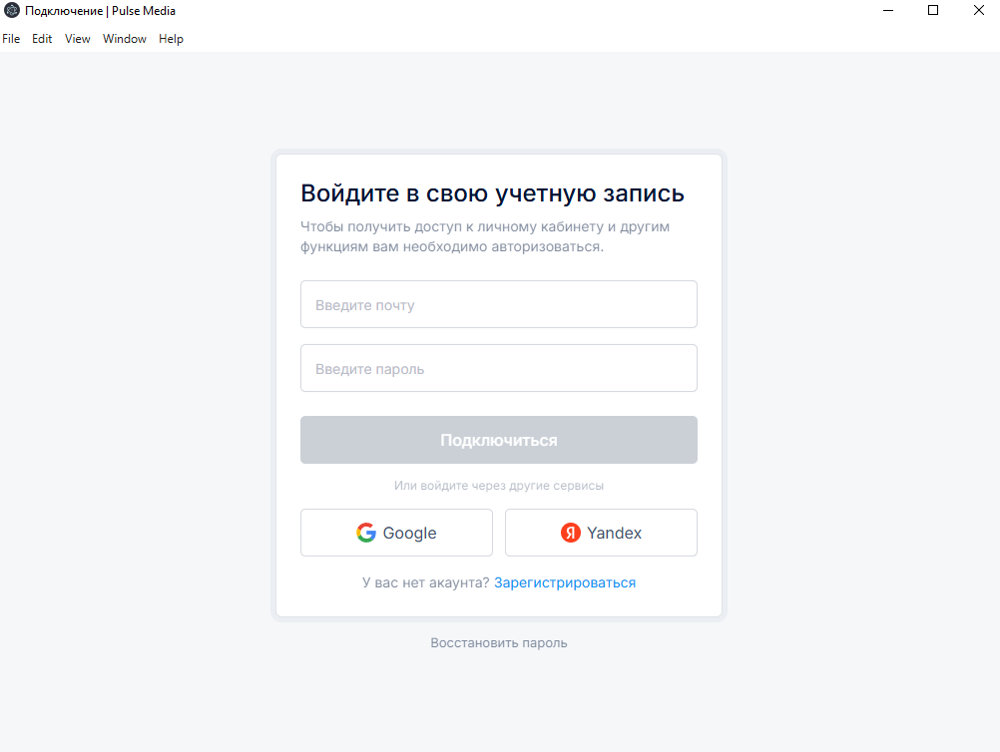 Подключение | Pulse Media
File Edit View Window Help
Войдите в свою учетную запись
Чтобы получить доступ к личному кабинету и другим
функциям вам необходимо авторизоваться.
Введите почту
Введите пароль
Подключиться
Или войдите через другие сервисы
Google
Я Yandex
У вас нет акаунта? Зарегистрироваться
Восстановить пароль